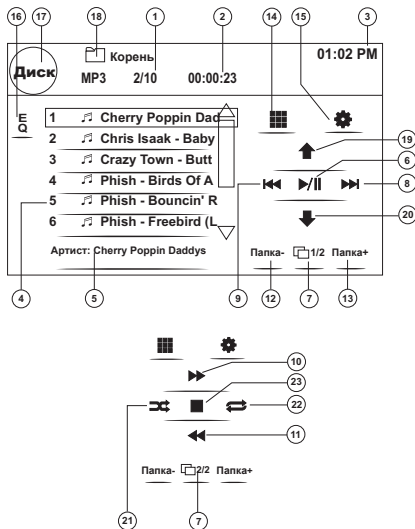 16 17 18 1 2 14 15 3
Диск
Корень
01:02 PM
MP3 2/10 00:00:23
EQ
1 Cherry Poppin Dad
2 Chris Isaak - Baby
3 Crazy Town - Butt
4 Phish - Birds Of A
5 Phish - Bouncin' R
6 Phish - Freebird (L
19
6
8
20
Артист: Cherry Poppin Daddys
Папка- 1/2 Папка+
4 5 9 12 7 13
10
23
21 22
11
Папка- 2/2 Папка+
21 7